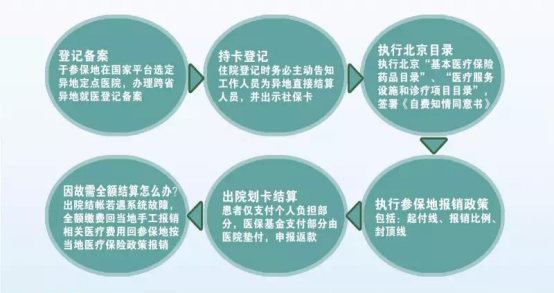 登记备案
于参保地在国家平台选定
异地定点医院，办理跨省
异地就医登记备案
持卡登记
住院登记时务必主动告知
工作人员为异地直接结算
人员，并出示社保卡
执行北京目录
执行北京“基本医疗保险
药品目录”、“医疗服务
设施和诊疗项目目录”，
签署《自费知情同意书》
执行参保地报销政策
包括：起付线、报销比例、
封顶线
出院划卡结算
患者仅支付个人负担部
分，医保基金支付部分由
医院垫付，申报返款
因故需全额结算怎么办？
出院结帐若遇系统故障，
全额缴费回当地手工报销
相关医疗费用回参保地按
当地医疗保险政策报销